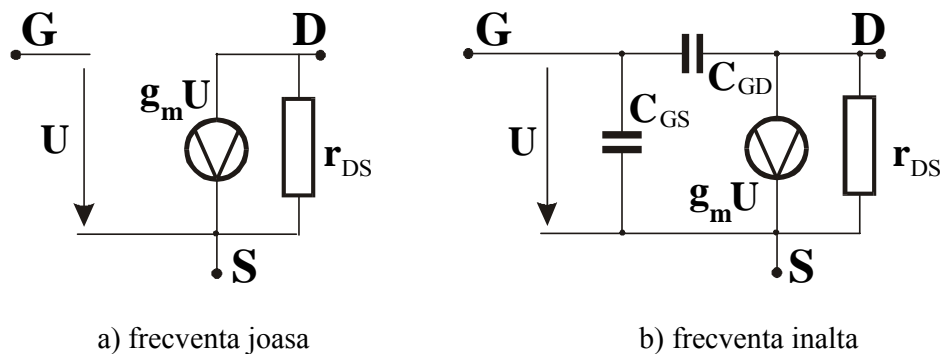 G
D
g_mU
U
r_DS
S
a) frecventa joasa
G
D
C_GD
C_GS
U
r_DS
g_mU
S
b) frecventa inalta